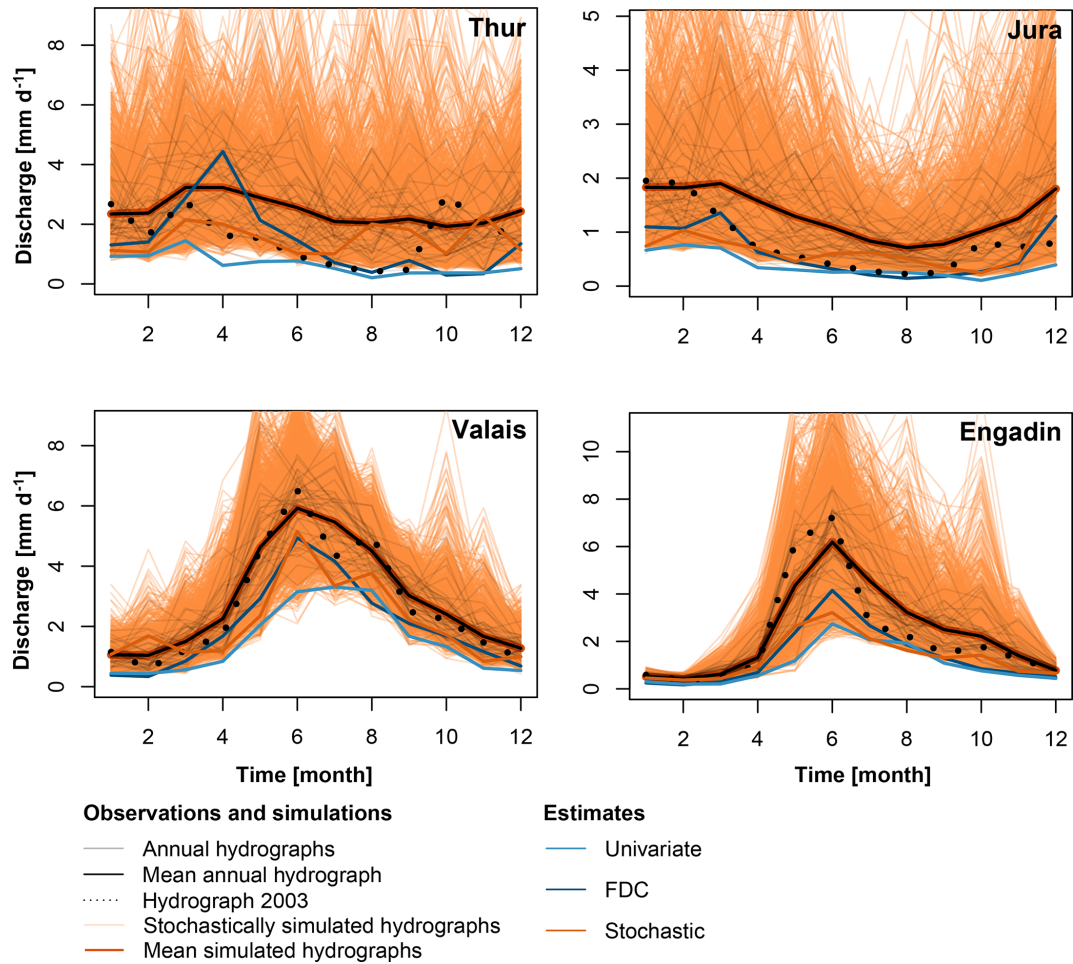 Thur
Discharge [mm d-1]
8
6
4
2
0
2 4 6 8 10 12
Jura
5
4
3
2
1
0
2 4 6 8 10 12
Valais
Discharge [mm d-1]
8
6
4
2
0
2 4 6 8 10 12
Time [month]
Engadin
10
8
6
4
2
0
2 4 6 8 10 12
Time [month]
Observations and simulations
Annual hydrographs
Mean annual hydrograph
Hydrograph 2003
Stochastically simulated hydrographs
Mean simulated hydrographs
Estimates
Univariate
FDC
Stochastic